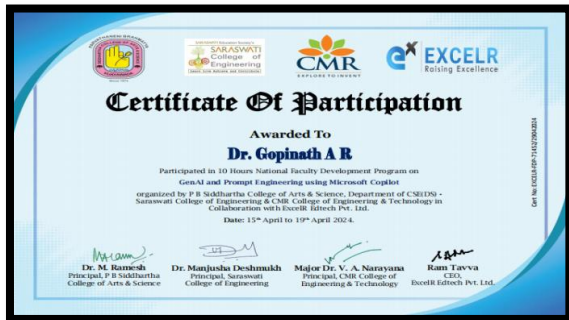 SARASWATI Education Society's
SARASWATI
College of
Engineering
CMR
EXPLORE TO INVENT
ex EXCELR
Raising Excellence
Certificate Of Participation
Awarded To
Dr. Gopinath A R
Participated in 10 Hours National Faculty Development Program on
GenAI and Prompt Engineering using Microsoft Copilot
organized by P B Siddhartha College of Arts & Science, Department of CSE(DS) -
Saraswati College of Engineering & CMR College of Engineering & Technology in
Collaboration with ExcelR Edtech Pvt. Ltd.
Date: 15th April to 19th April 2024.
Dr. M. Ramesh
Principal, P B Siddhartha
College of Arts & Science
Dr. Manjusha Deshmukh
Principal, Saraswati
College of Engineering
Major Dr. V. A. Narayana
Principal, CMR College of
Engineering & Technology
Ram Tavva
CEO,
ExcelR Edtech Pvt. Ltd.